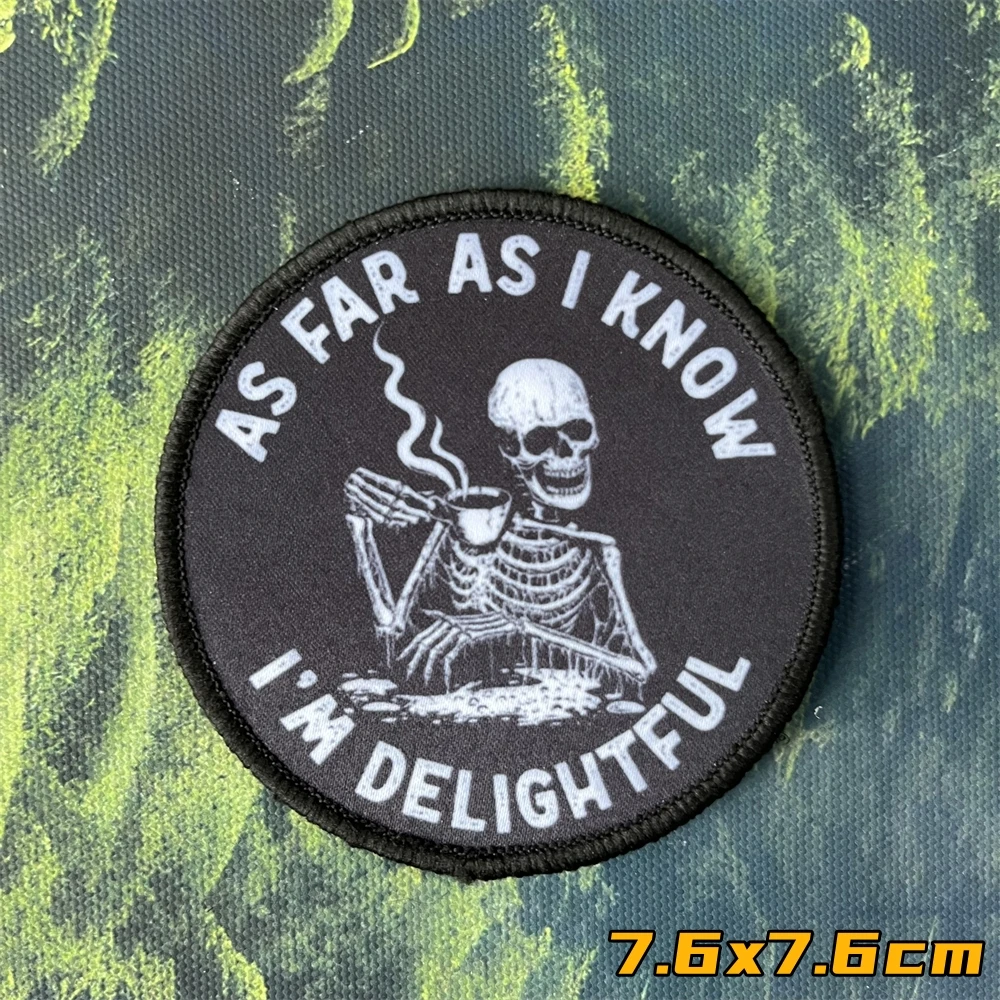 AS FAR AS I KNOW
I'M DELIGHTFUL
7.6x7.6cm